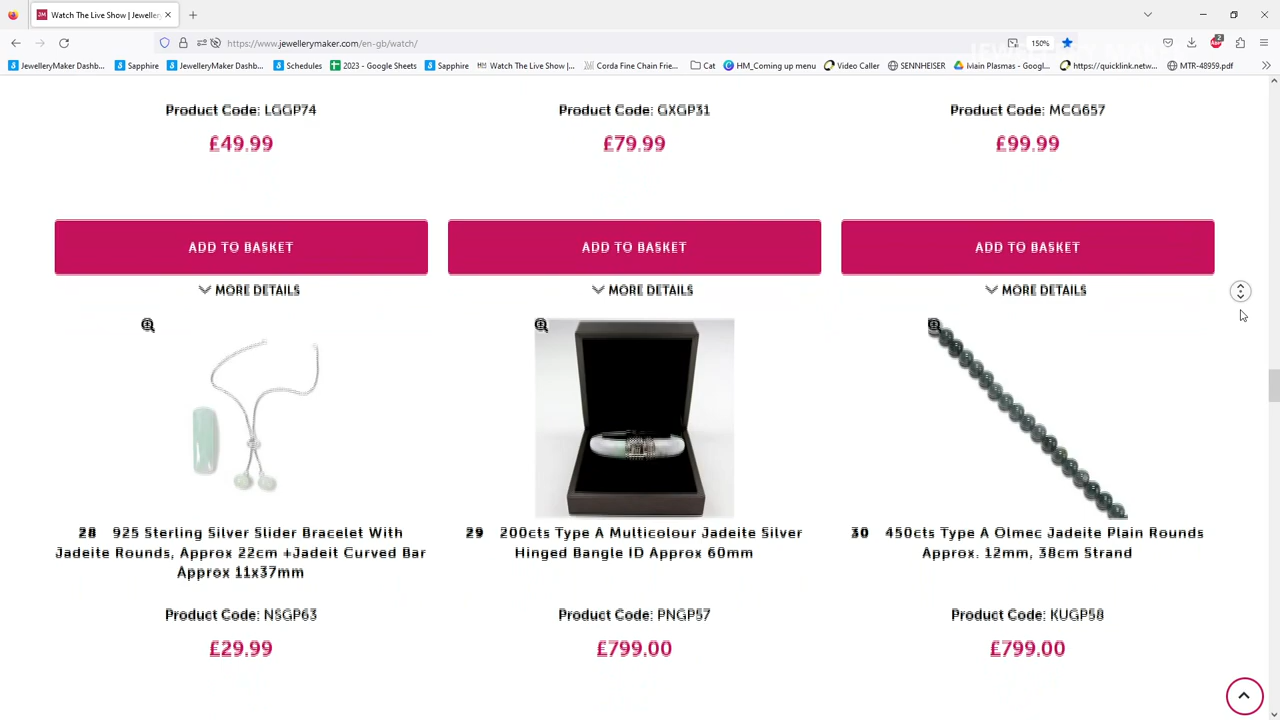 Watch The Live Show | Jeweller
https://www.jewellerymaker.com/en-gb/watch/
150%
2
JewelleryMaker Dashb...
Sapphire
JewelleryMaker Dashb...
Schedules
2023 - Google Sheets
Sapphire
Watch The Live Show |...
Corda Fine Chain Frie...
Cat
HM_Coming up menu
Video Caller
SENNHEISER
Main Plasmas - Googl...
https://quicklink.netw...
MTR-48959.pdf
Product Code: LGGP74
Product Code: GXGP31
Product Code: MCG657
£49.99
£79.99
£99.99
ADD TO BASKET
ADD TO BASKET
ADD TO BASKET
MORE DETAILS
MORE DETAILS
MORE DETAILS
28 925 Sterling Silver Slider Bracelet With
Jadeite Rounds, Approx 22cm +Jadeit Curved Bar
Approx 11x37mm
29 200cts Type A Multicolour Jadeite Silver
Hinged Bangle ID Approx 60mm
30 450cts Type A Olmec Jadeite Plain Rounds
Approx. 12mm, 38cm Strand
Product Code: NSGP63
Product Code: PNGP57
Product Code: KUGP58
£29.99
£799.00
£799.00